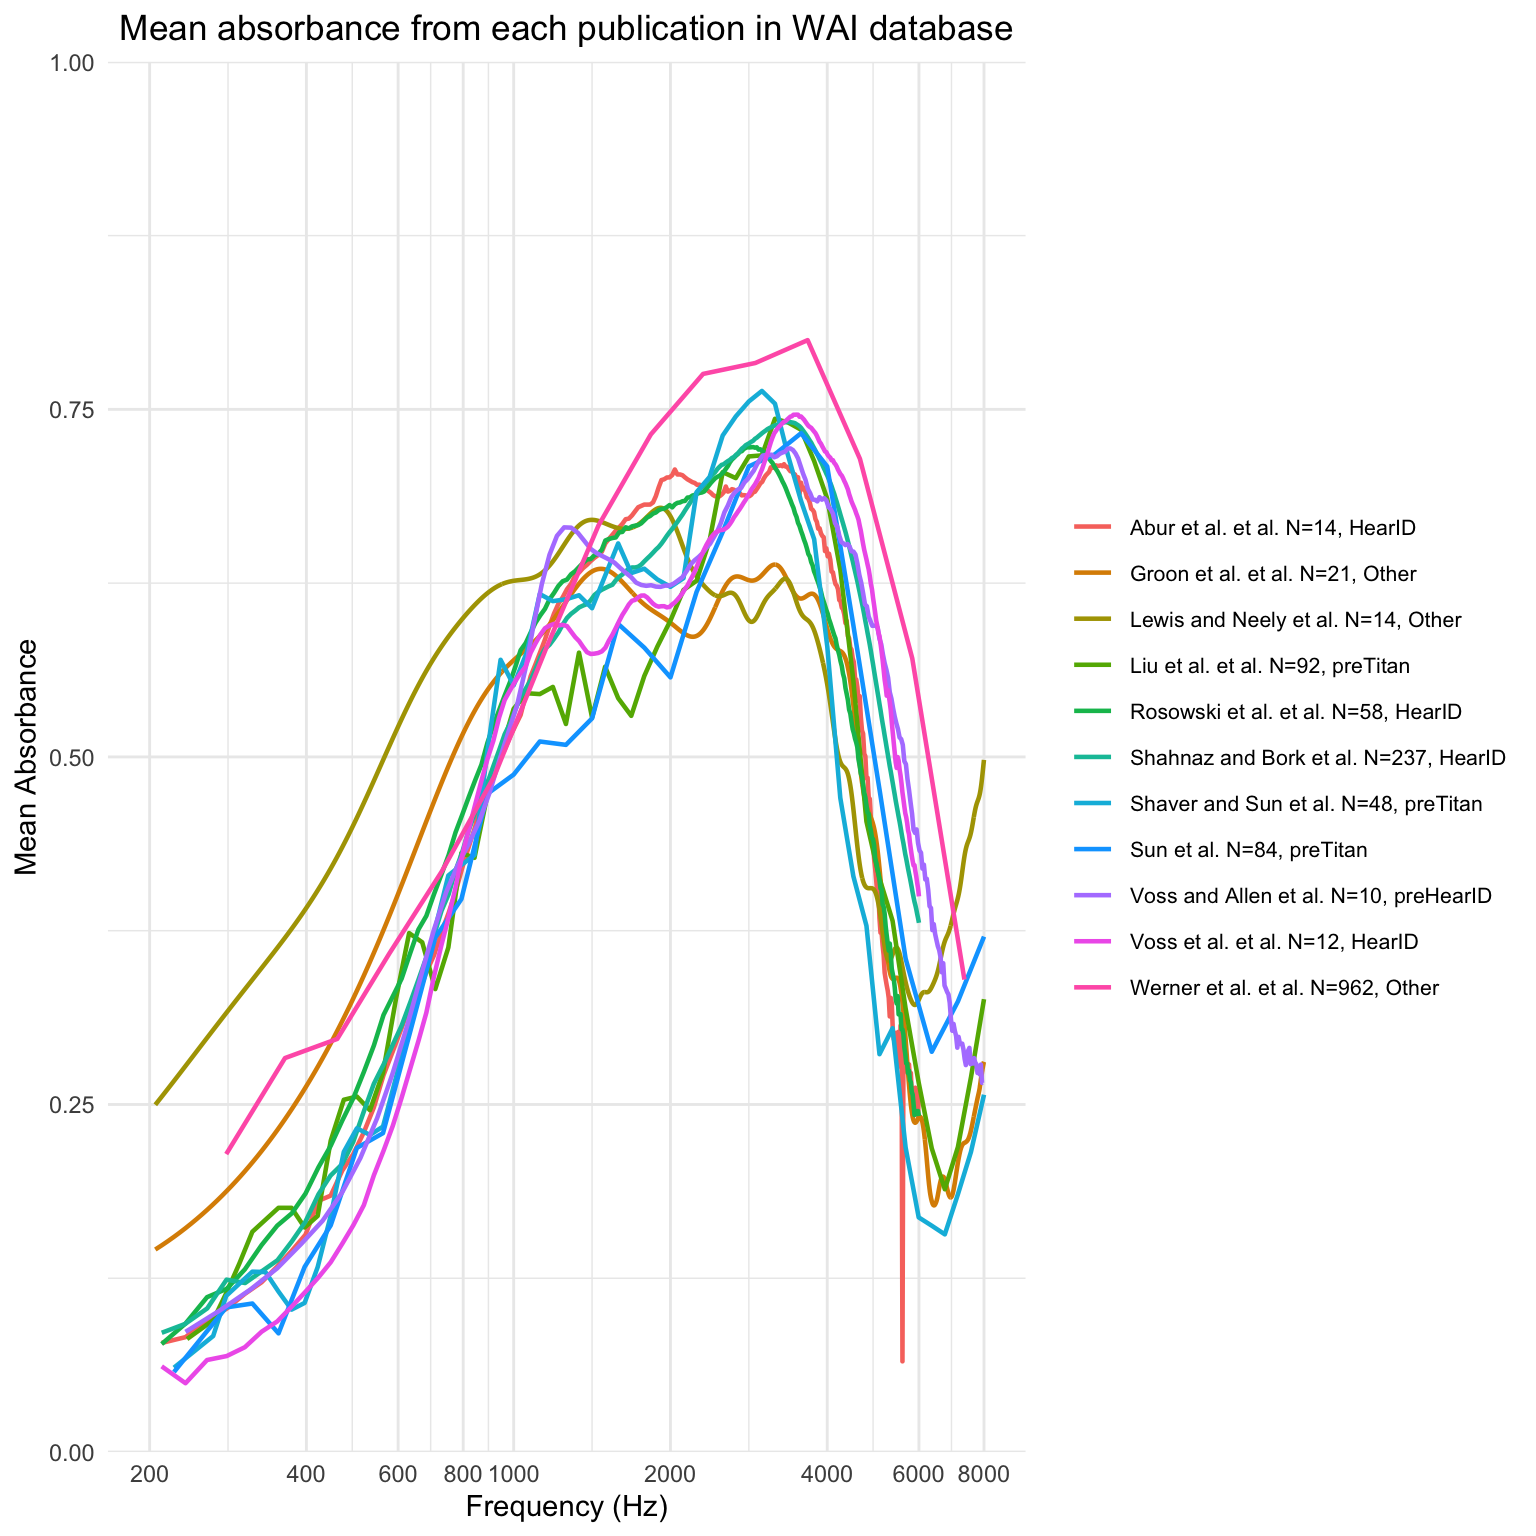 Mean absorbance from each publication in WAI database
1.00
0.75
0.50
0.25
0.00
Mean Absorbance
200 400 600 800 1000 2000 4000 6000 8000
Frequency (Hz)
Abur et al. et al. N=14, HearID
Groon et al. et al. N=21, Other
Lewis and Neely et al. N=14, Other
Liu et al. et al. N=92, preTitan
Rosowski et al. et al. N=58, HearID
Shahnaz and Bork et al. N=237, HearID
Shaver and Sun et al. N=48, preTitan
Sun et al. N=84, preTitan
Voss and Allen et al. N=10, preHearID
Voss et al. et al. N=12, HearID
Werner et al. et al. N=962, Other